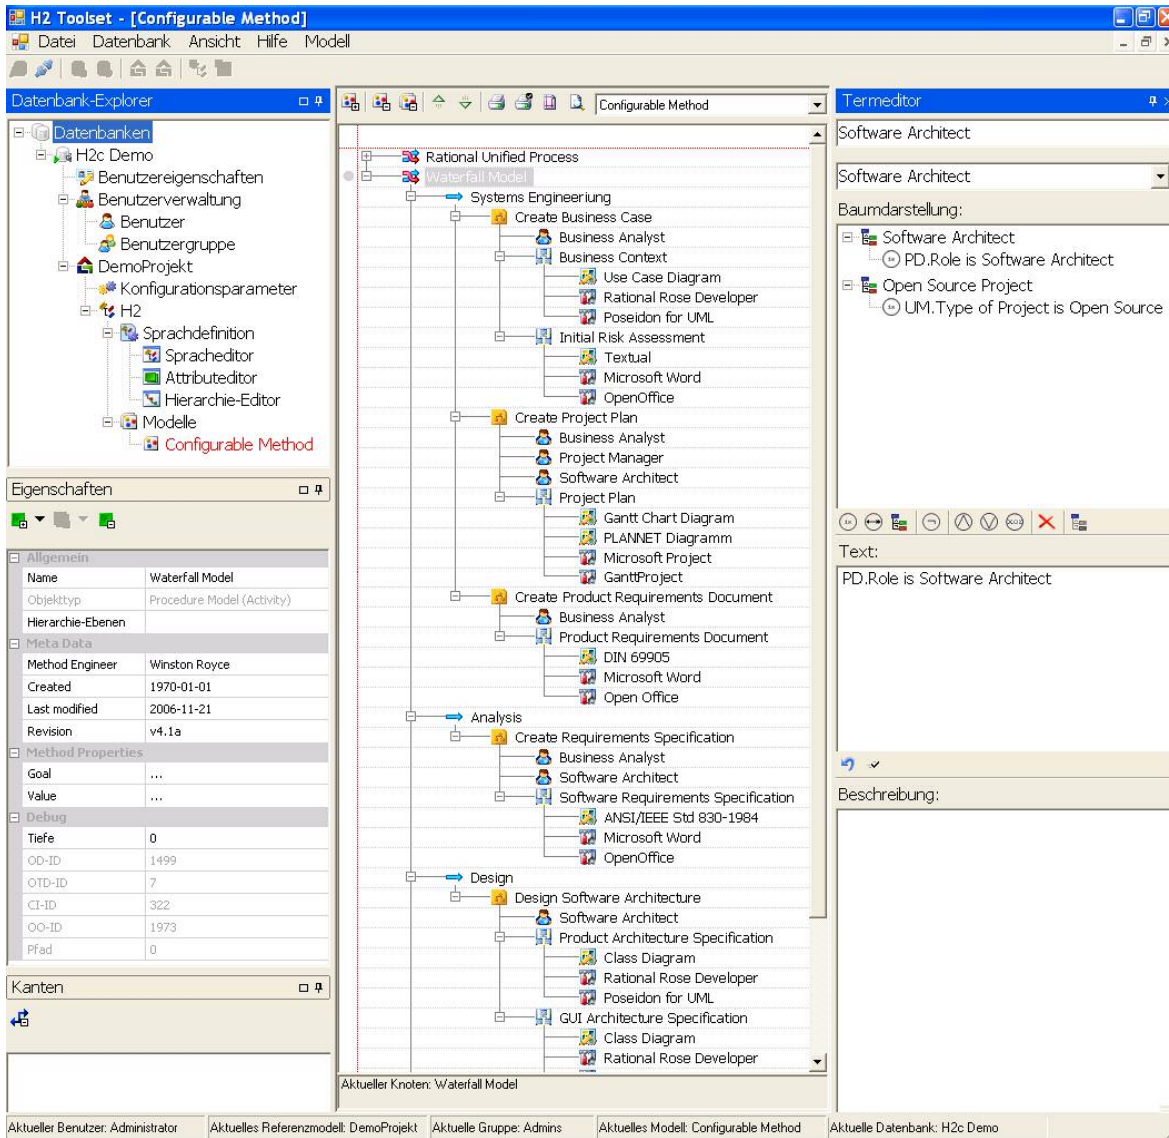 H2 Toolset - [Configurable Method]
Datei Datenbank Ansicht Hilfe Modell
Datenbank-Explorer
Datenbanken
H2c Demo
Benutzereigenschaften
Benutzerverwaltung
Benutzer
Benutzergruppe
DemoProjekt
Konfigurationsparameter
H2
Sprachdefinition
Spracheditor
Attributeditor
Hierarchie-Editor
Modelle
Configurable Method
Eigenschaften
Allgemein
Name Waterfall Model
Objekttyp Procedure Model (Activity)
Hierarchie-Ebenen
Meta Data
Method Engineer Winston Royce
Created 1970-01-01
Last modified 2006-11-21
Revision v4.1a
Method Properties
Goal ...
Value ...
Debug
Tiefe 0
OD-ID 1499
OTD-ID 7
CI-ID 322
OO-ID 1973
Pfad 0
Kanten
Configurable Method
Rational Unified Process
Waterfall Model
Systems Engineeriung
Create Business Case
Business Analyst
Business Context
Use Case Diagram
Rational Rose Developer
Poseidon for UML
Initial Risk Assessment
Textual
Microsoft Word
OpenOffice
Create Project Plan
Business Analyst
Project Manager
Software Architect
Project Plan
Gantt Chart Diagram
PLANNET Diagramm
Microsoft Project
GanttProject
Create Product Requirements Document
Business Analyst
Product Requirements Document
DIN 69905
Microsoft Word
Open Office
Analysis
Create Requirements Specification
Business Analyst
Software Architect
Software Requirements Specification
ANSI/IEEE Std 830-1984
Microsoft Word
OpenOffice
Design
Design Software Architecture
Software Architect
Product Architecture Specification
Class Diagram
Rational Rose Developer
Poseidon for UML
GUI Architecture Specification
Class Diagram
Rational Rose Developer
Aktueller Knoten: Waterfall Model
Termeditor
Software Architect
Software Architect
Baumdarstellung:
Software Architect
PD.Role is Software Architect
Open Source Project
UM.Type of Project is Open Source
Text:
PD.Role is Software Architect
Beschreibung:
Aktueller Benutzer: Administrator Aktuelles Referenzmodell: DemoProjekt Aktuelle Gruppe: Admins Aktuelles Modell: Configurable Method Aktuelle Datenbank: H2c Demo